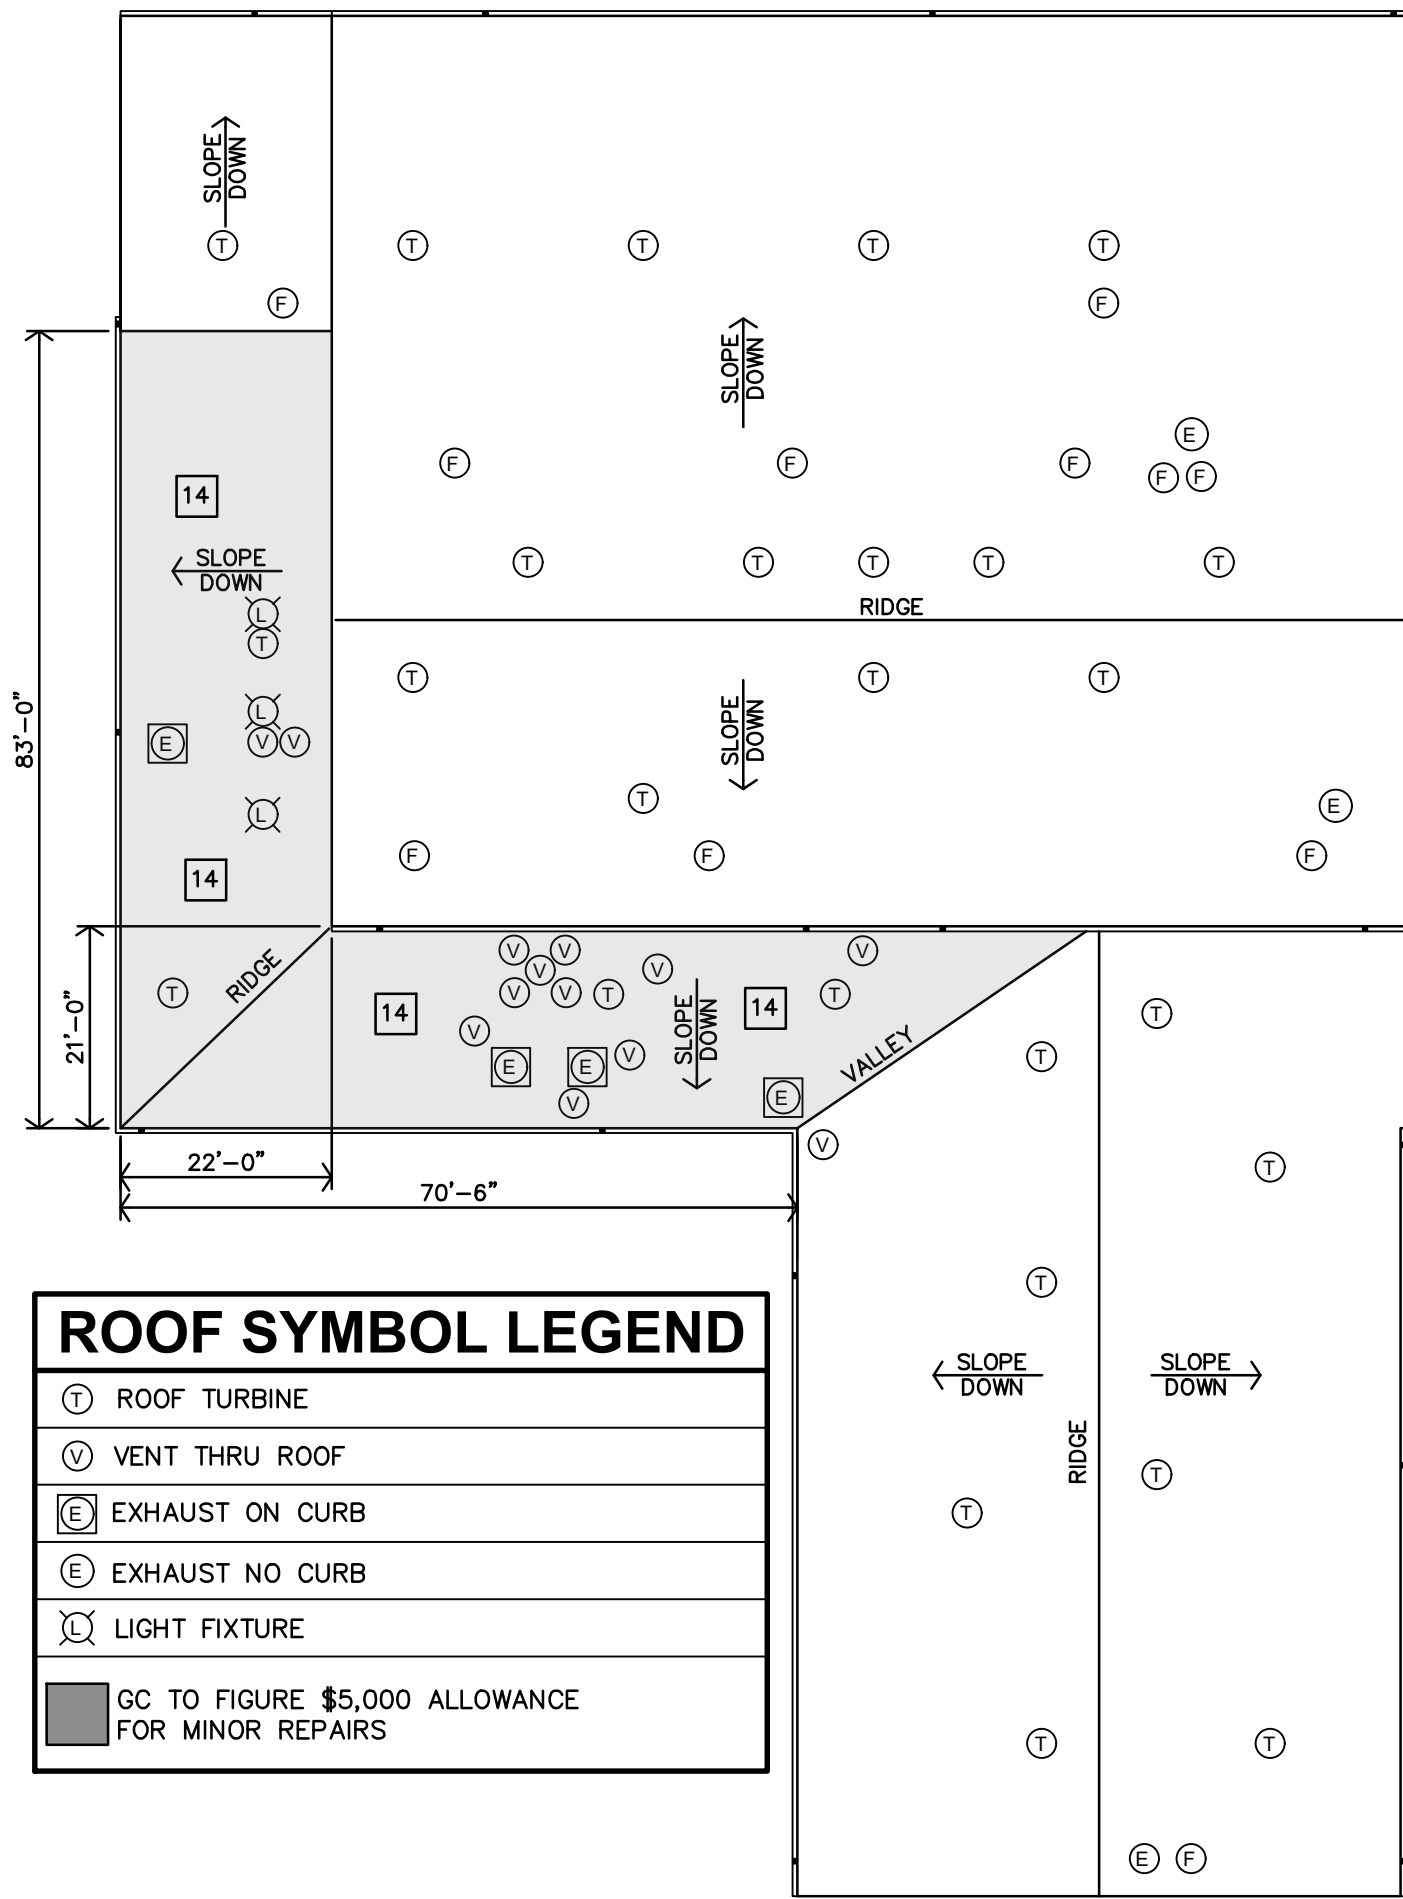 SLOPE
DOWN
T
T
T
T
T
F
F
SLOPE
DOWN
E
F
F
F
F
F
14
SLOPE
DOWN
T
T
T
T
T
RIDGE
L
T
T
T
T
83'-0"
L
V
V
E
SLOPE
DOWN
T
E
L
F
F
F
14
RIDGE
T
21'-0"
V
V
V
V
V
T
V
V
T
14
14
V
E
E
V
V
SLOPE
DOWN
E
VALLEY
V
T
T
T
22'-0"
70'-6"
T
SLOPE
DOWN
SLOPE
DOWN
RIDGE
T
T
T
T
E
F
ROOF SYMBOL LEGEND
T ROOF TURBINE
V VENT THRU ROOF
E EXHAUST ON CURB
E EXHAUST NO CURB
L LIGHT FIXTURE
GC TO FIGURE $5,000 ALLOWANCE
FOR MINOR REPAIRS